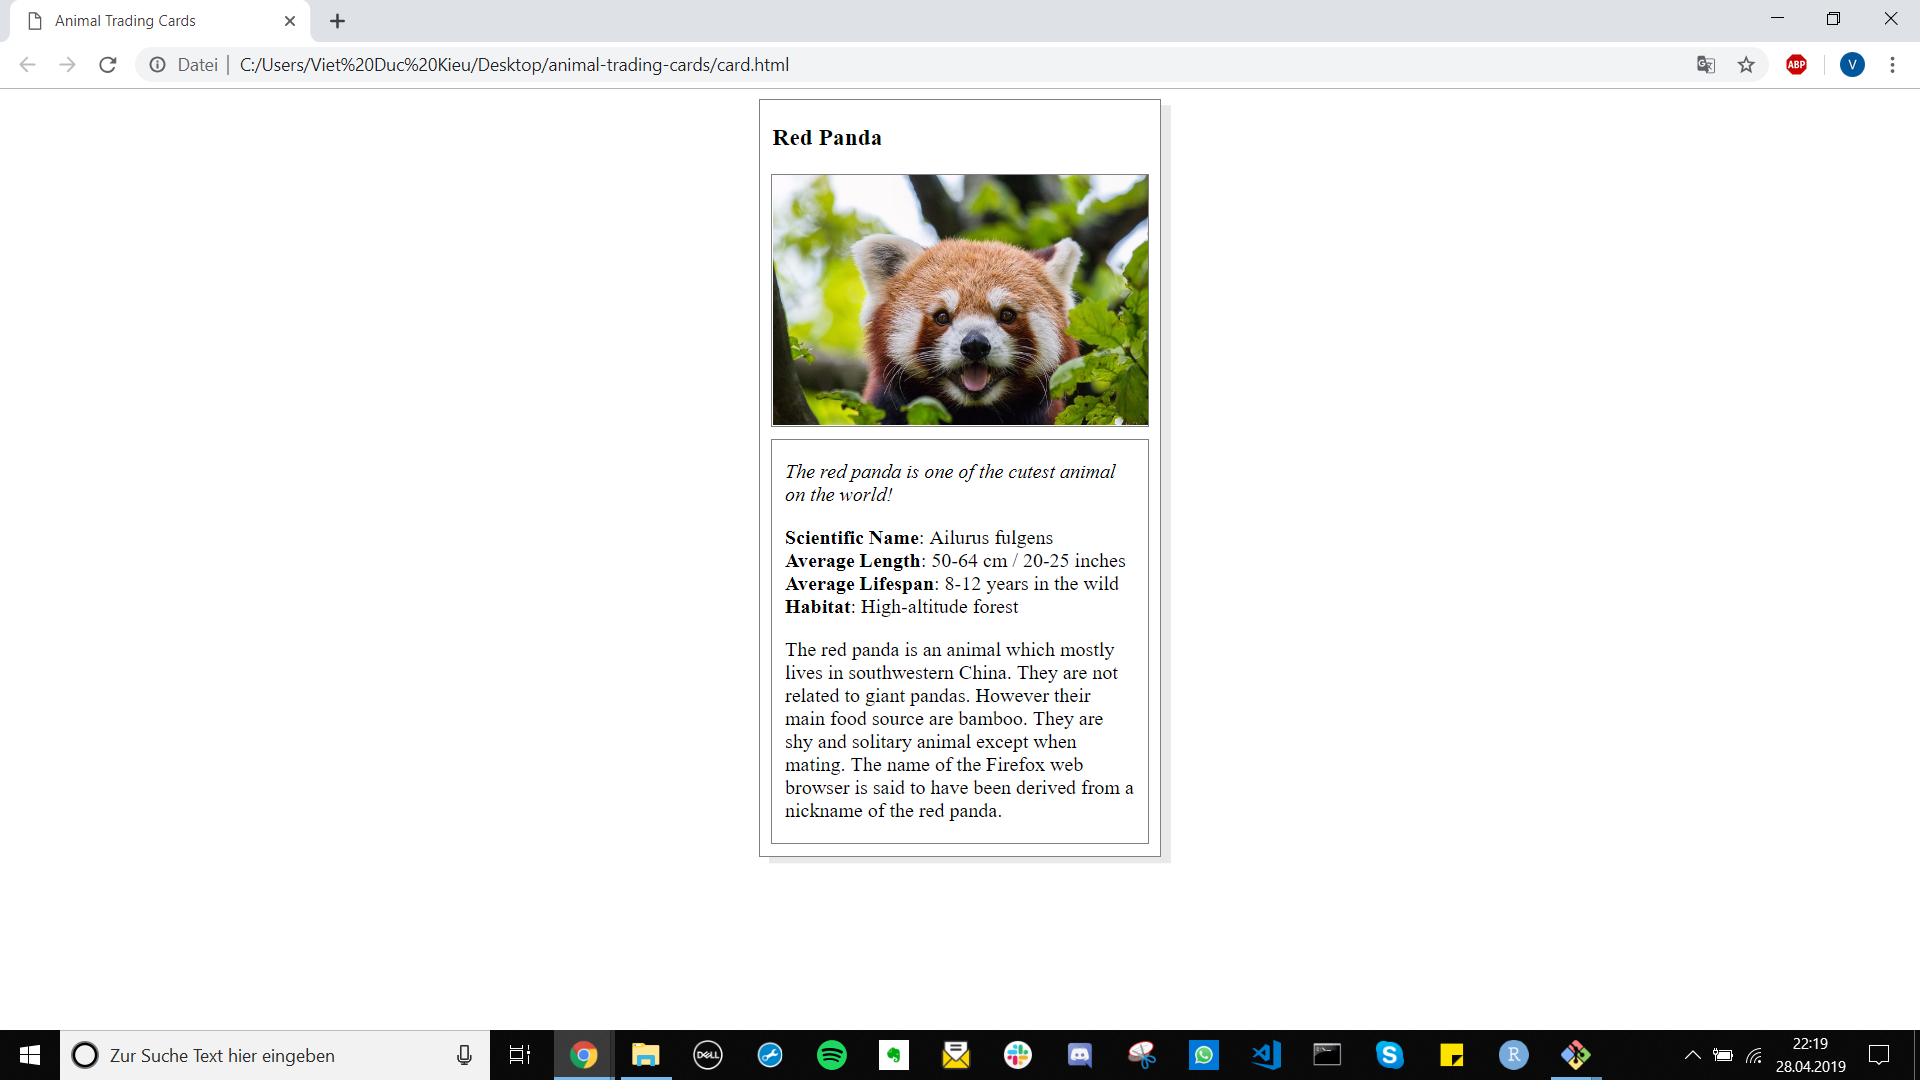 Animal Trading Cards
Datei | C:/Users/Viet%20Duc%20Kieu/Desktop/animal-trading-cards/card.html
ABP
V
Red Panda
The red panda is one of the cutest animal
on the world!
Scientific Name: Ailurus fulgens
Average Length: 50-64 cm / 20-25 inches
Average Lifespan: 8-12 years in the wild
Habitat: High-altitude forest
The red panda is an animal which mostly
lives in southwestern China. They are not
related to giant pandas. However their
main food source are bamboo. They are
shy and solitary animal except when
mating. The name of the Firefox web
browser is said to have been derived from a
nickname of the red panda.
Zur Suche Text hier eingeben
DELL
S
R
22:19
28.04.2019